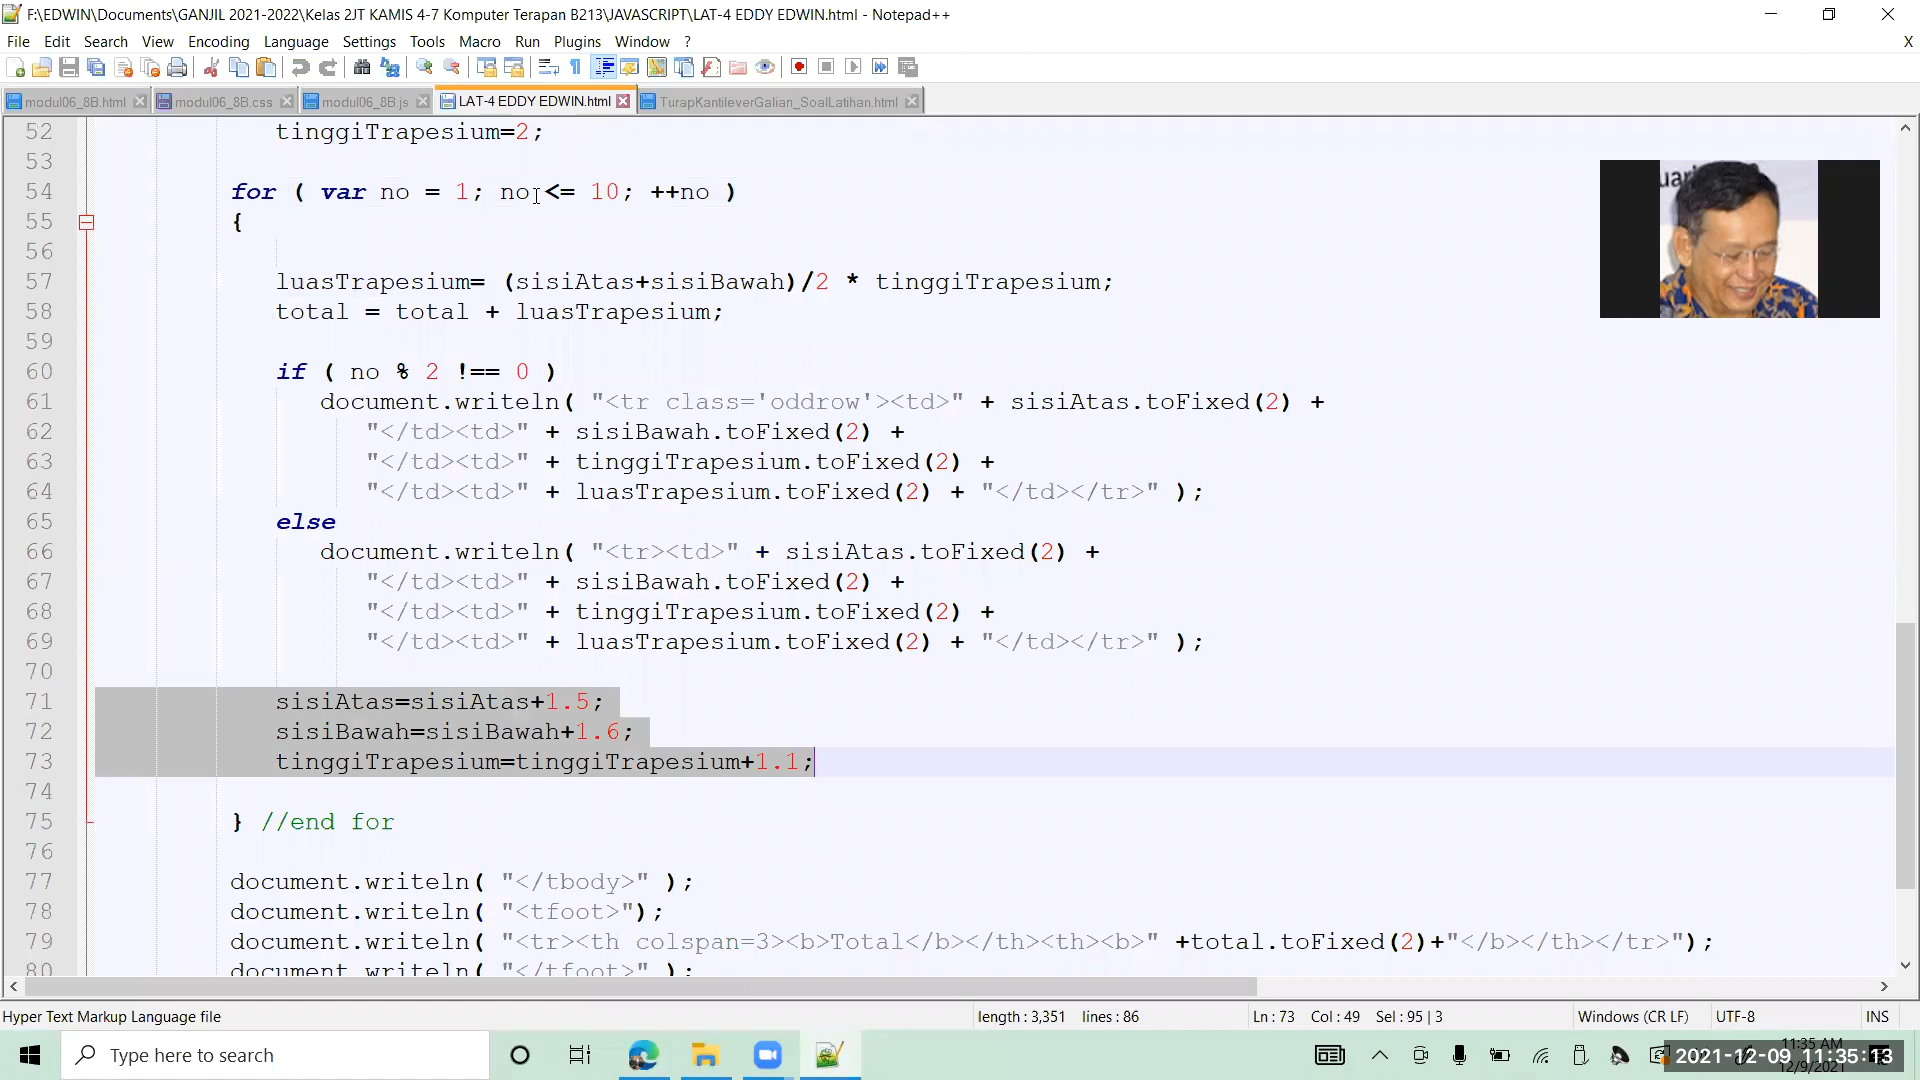 F:\EDWIN\Documents\GANJIL 2021-2022\Kelas 2JT KAMIS 4-7 Komputer Terapan B213\JAVASCRIPT\LAT-4 EDDY EDWIN.html - Notepad++
File Edit Search View Encoding Language Settings Tools Macro Run Plugins Window ? X
modul06_8B.html modul06_8B.css modul06_8B.js LAT-4 EDDY EDWIN.html TurapKantileverGalian_SoalLatihan.html
52 tinggiTrapesium=2;
53
54 for ( var no = 1; no <= 10; ++no )
55 {
56
57 luasTrapesium= (sisiAtas+sisiBawah)/2 * tinggiTrapesium;
58 total = total + luasTrapesium;
59
60 if ( no % 2 !== 0 )
61 document.writeln( "<tr class='oddrow'><td>" + sisiAtas.toFixed(2) +
62 "</td><td>" + sisiBawah.toFixed(2) +
63 "</td><td>" + tinggiTrapesium.toFixed(2) +
64 "</td><td>" + luasTrapesium.toFixed(2) + "</td></tr>" );
65 else
66 document.writeln( "<tr><td>" + sisiAtas.toFixed(2) +
67 "</td><td>" + sisiBawah.toFixed(2) +
68 "</td><td>" + tinggiTrapesium.toFixed(2) +
69 "</td><td>" + luasTrapesium.toFixed(2) + "</td></tr>" );
70
71 sisiAtas=sisiAtas+1.5;
72 sisiBawah=sisiBawah+1.6;
73 tinggiTrapesium=tinggiTrapesium+1.1;
74
75 } //end for
76
77 document.writeln( "</tbody>" );
78 document.writeln( "<tfoot>");
79 document.writeln( "<tr><th colspan=3><b>Total</b></th><th><b>" +total.toFixed(2)+"</b></th></tr>");
80 document.writeln( "</tfoot>" );
Hyper Text Markup Language file length : 3,351 lines : 86 Ln : 73 Col : 49 Sel : 95 | 3 Windows (CR LF) UTF-8 INS
Type here to search
11:35 AM
2021-12-09 11:35:13